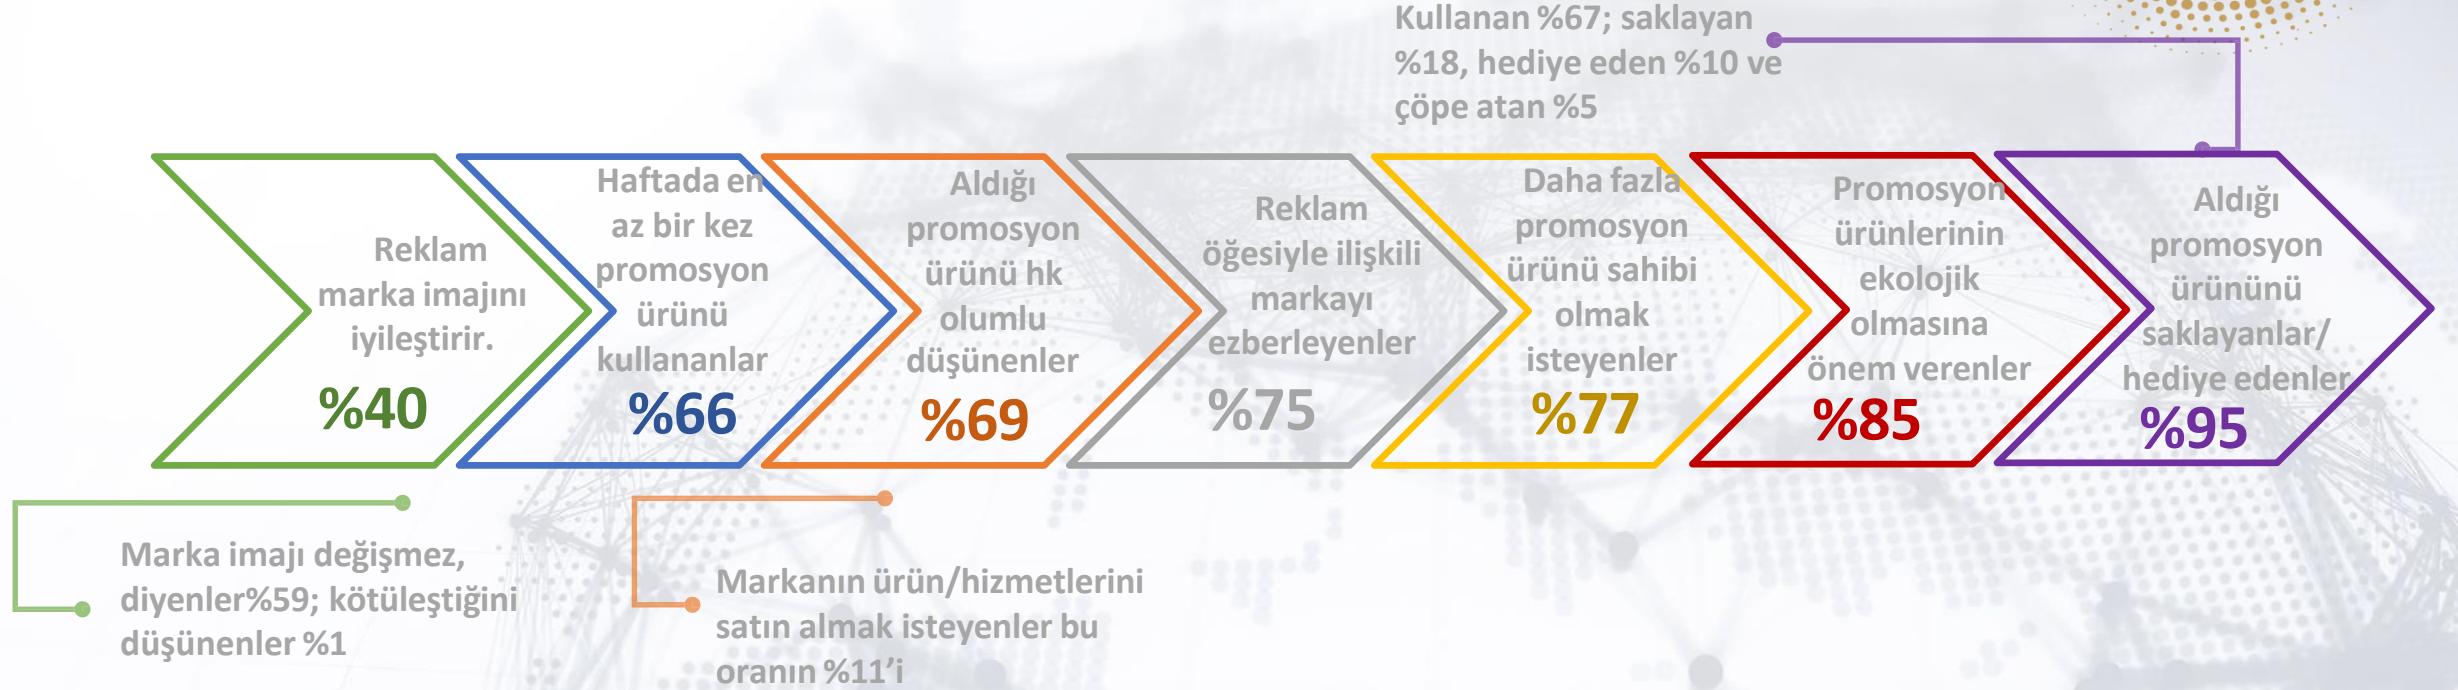 Kullanan %67; saklayan
%18, hediye eden %10 ve
çöpe atan %5
Reklam
marka imajını
iyileştirir.
%40
Haftada en
az bir kez
promosyon
ürünü
kullananlar
%66
Aldığı
promosyon
ürünü hk
olumlu
düşünenler
%69
Reklam
öğesiyle ilişkili
markayı
ezberleyenler
%75
Daha fazla
promosyon
ürünü sahibi
olmak
isteyenler
%77
Promosyon
ürünlerinin
ekolojik
olmasına
önem verenler
%85
Aldığı
promosyon
ürününü
saklayanlar/
hediye edenler
%95
Marka imajı değişmez,
diyenler%59; kötüleştiğini
düşünenler %1
Markanın ürün/hizmetlerini
satın almak isteyenler bu
oranın %11’i